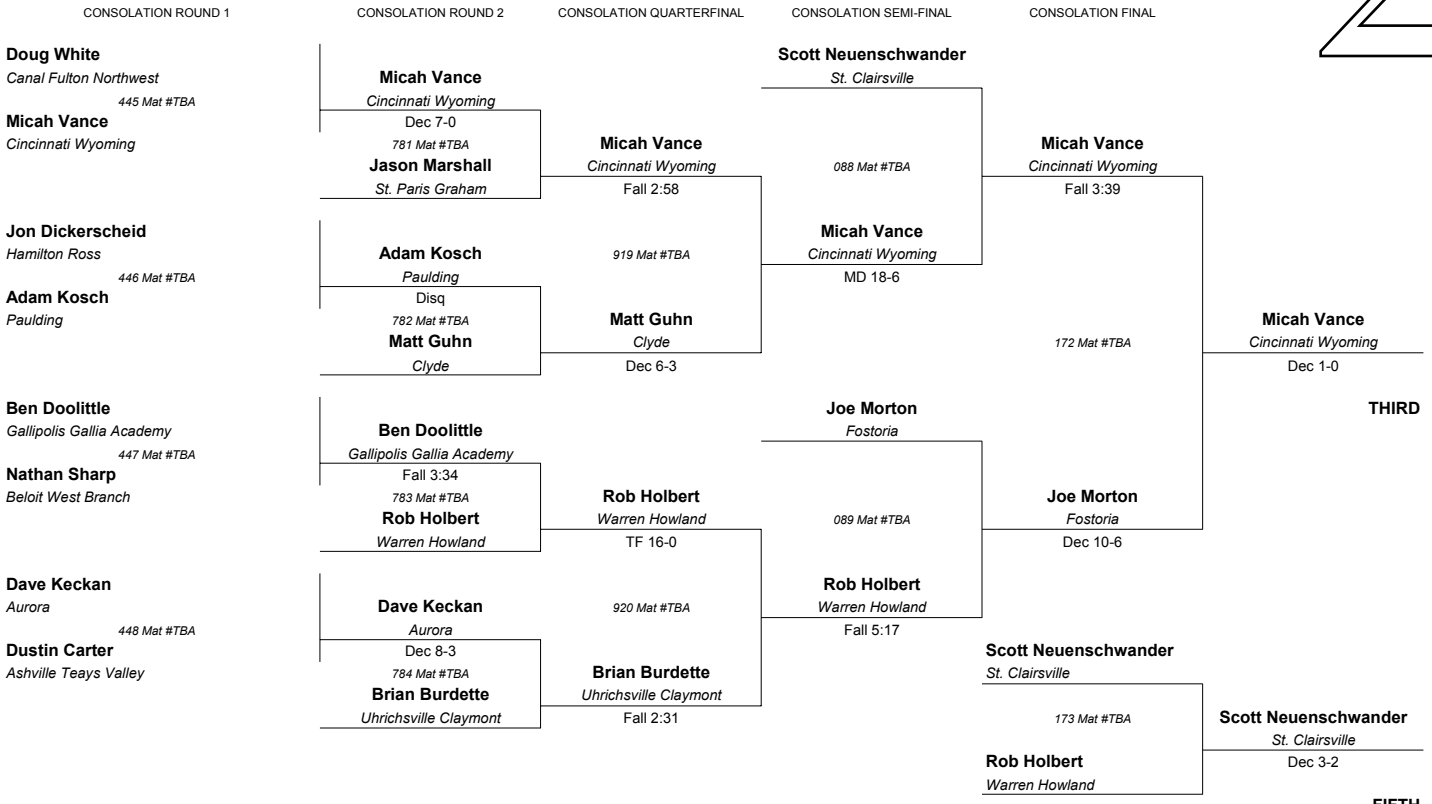 CONSOLATION ROUND 1
CONSOLATION ROUND 2
CONSOLATION QUARTERFINAL
CONSOLATION SEMI-FINAL
CONSOLATION FINAL
Doug White
Canal Fulton Northwest
445 Mat #TBA
Micah Vance
Cincinnati Wyoming
Jon Dickerscheid
Hamilton Ross
446 Mat #TBA
Adam Kosch
Paulding
Ben Doolittle
Gallipolis Gallia Academy
447 Mat #TBA
Nathan Sharp
Beloit West Branch
Dave Keckan
Aurora
448 Mat #TBA
Dustin Carter
Ashville Teays Valley
Micah Vance
Cincinnati Wyoming
Dec 7-0
781 Mat #TBA
Jason Marshall
St. Paris Graham
Adam Kosch
Paulding
Disq
782 Mat #TBA
Matt Guhn
Clyde
Ben Doolittle
Gallipolis Gallia Academy
Fall 3:34
783 Mat #TBA
Rob Holbert
Warren Howland
Dave Keckan
Aurora
Dec 8-3
784 Mat #TBA
Brian Burdette
Uhrichsville Claymont
Micah Vance
Cincinnati Wyoming
Fall 2:58
919 Mat #TBA
Matt Guhn
Clyde
Dec 6-3
Rob Holbert
Warren Howland
TF 16-0
920 Mat #TBA
Brian Burdette
Uhrichsville Claymont
Fall 2:31
Scott Neuenschwander
St. Clairsville
088 Mat #TBA
Micah Vance
Cincinnati Wyoming
MD 18-6
Joe Morton
Fostoria
089 Mat #TBA
Rob Holbert
Warren Howland
Fall 5:17
Micah Vance
Cincinnati Wyoming
Fall 3:39
172 Mat #TBA
Joe Morton
Fostoria
Dec 10-6
Scott Neuenschwander
St. Clairsville
173 Mat #TBA
Rob Holbert
Warren Howland
Micah Vance
Cincinnati Wyoming
Dec 1-0
THIRD
Scott Neuenschwander
St. Clairsville
Dec 3-2
FIFTH